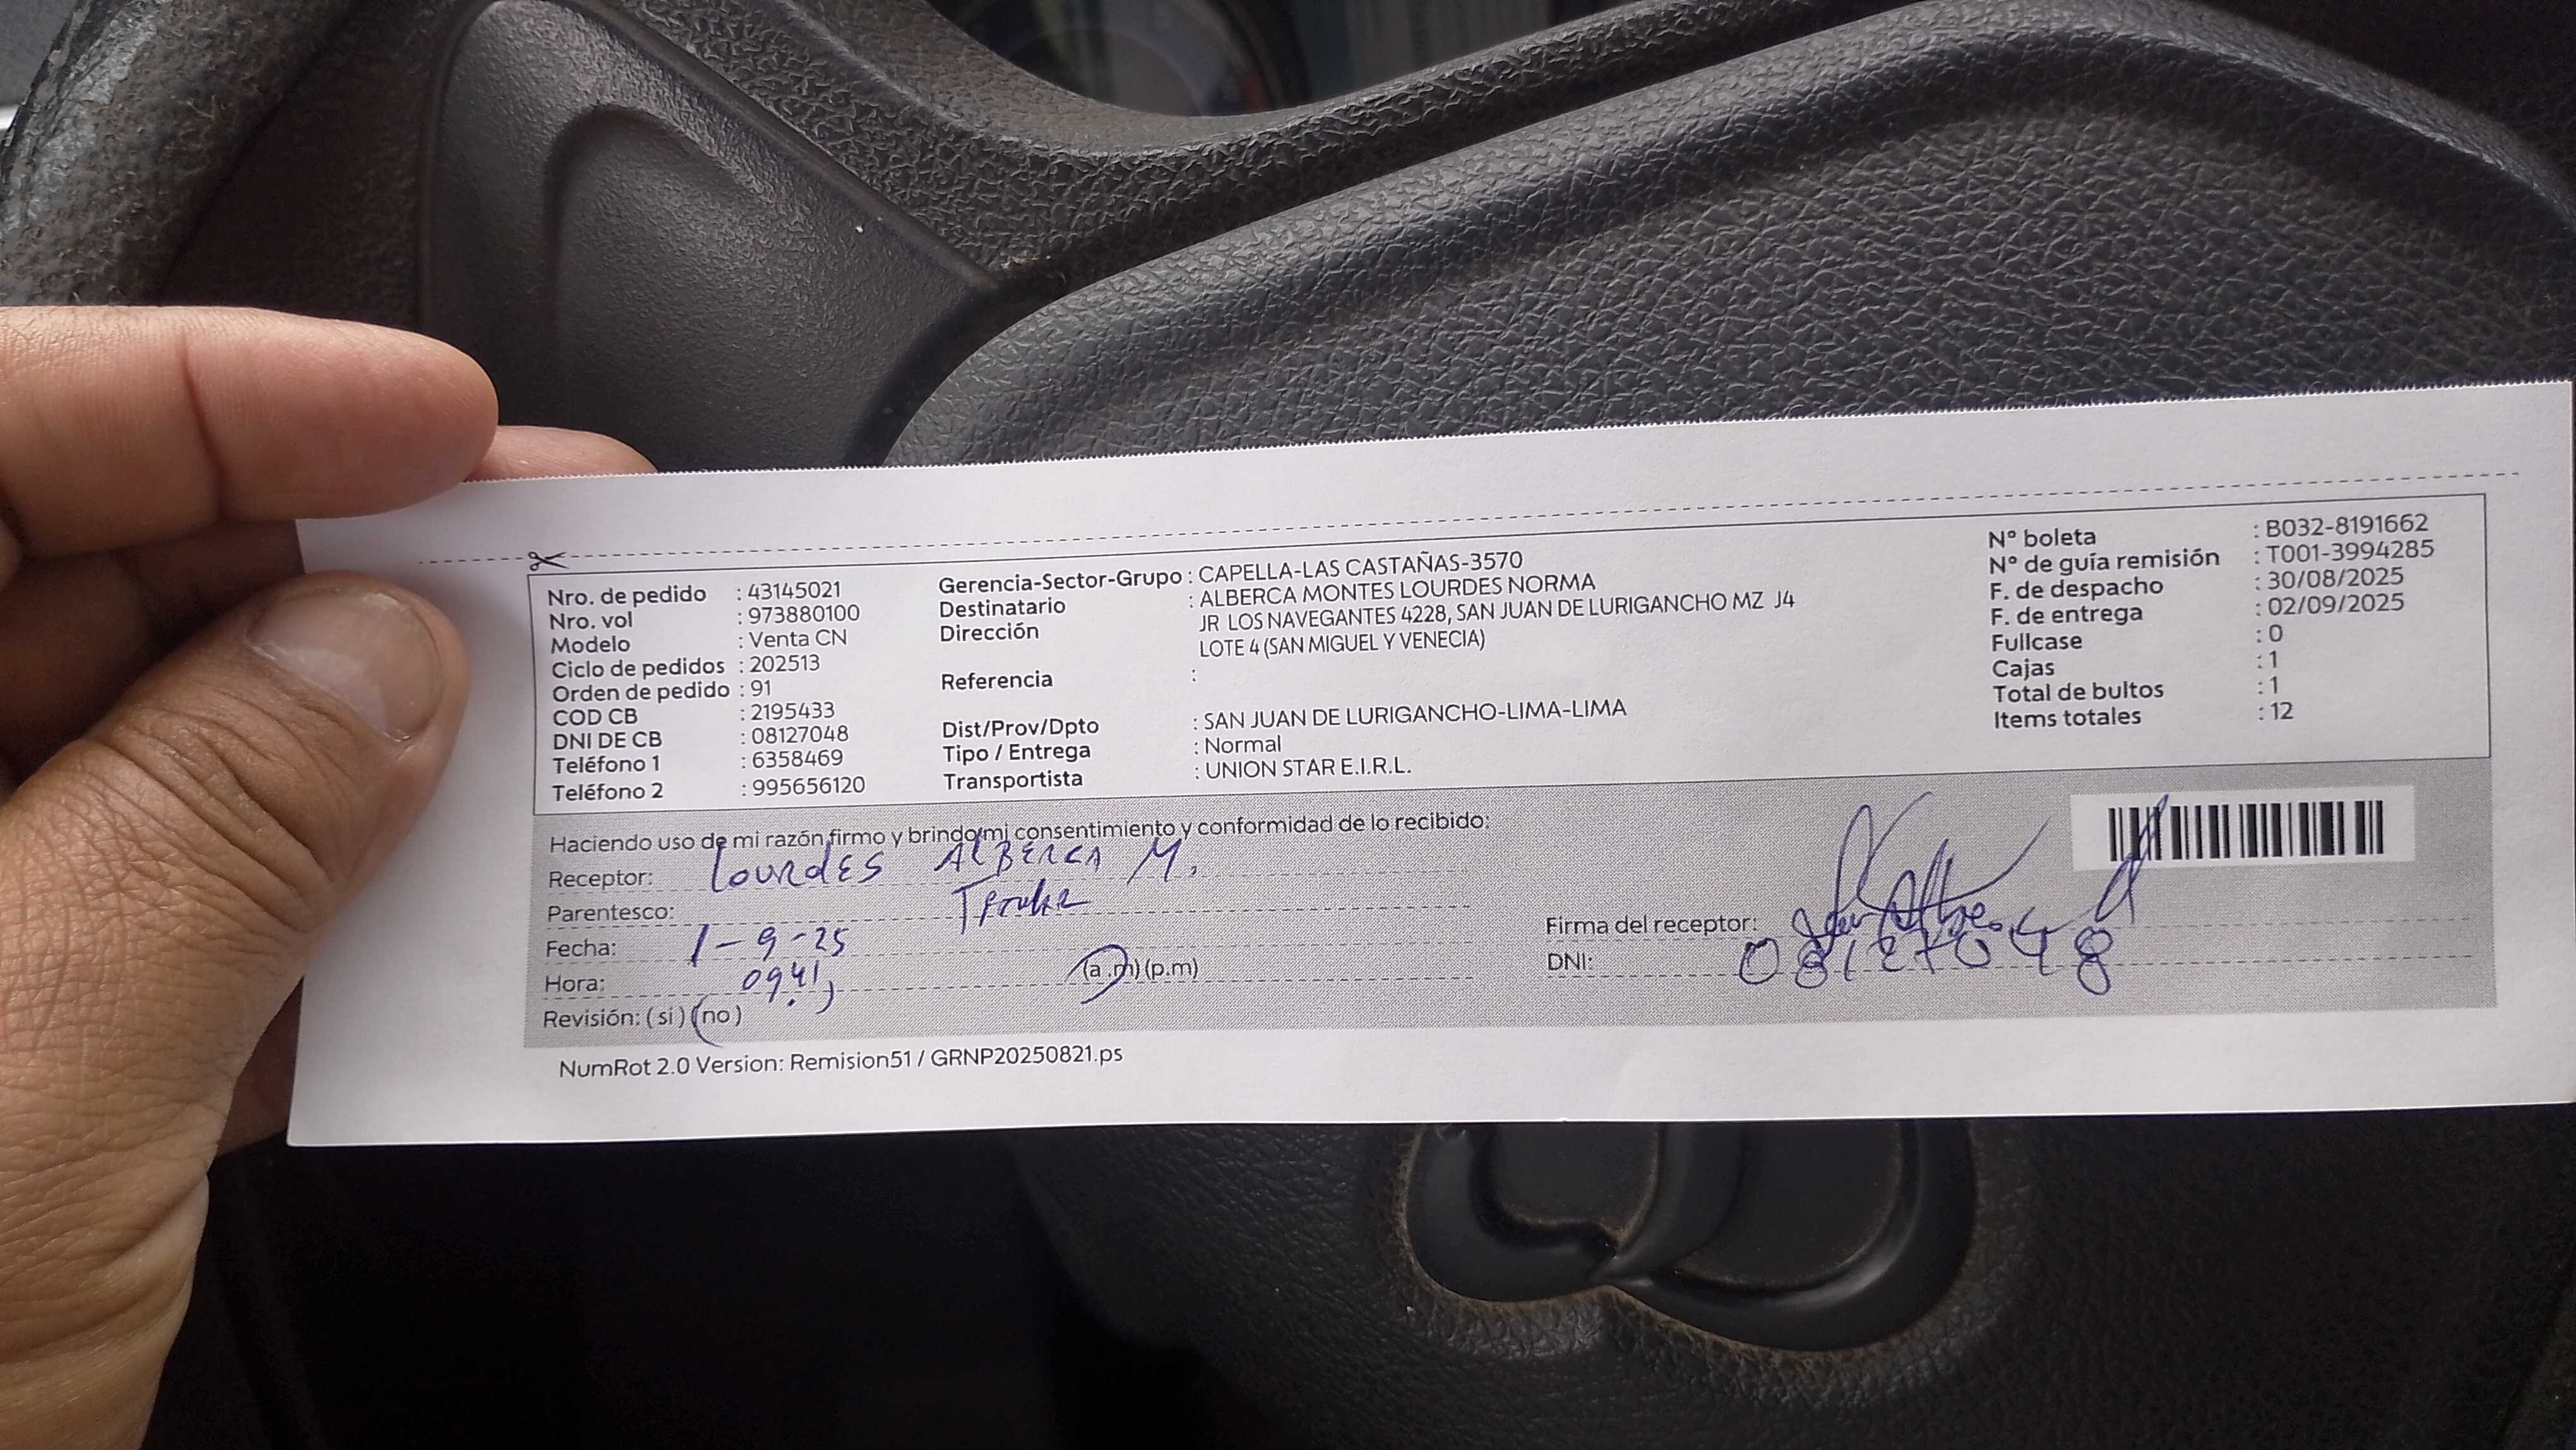 Nro. de pedido : 43145021
Nro. vol : 973880100
Modelo : Venta CN
Ciclo de pedidos : 202513
Orden de pedido : 91
COD CB : 2195433
DNI DE CB : 08127048
Teléfono 1 : 6358469
Teléfono 2 : 995656120
Gerencia-Sector-Grupo : CAPELLA-LAS CASTAÑAS-3570
Destinatario : ALBERCA MONTES LOURDES NORMA
Dirección JR LOS NAVEGANTES 4228, SAN JUAN DE LURIGANCHO MZ J4
LOTE 4 (SAN MIGUEL Y VENECIA)
Referencia :
Dist/Prov/Dpto : SAN JUAN DE LURIGANCHO-LIMA-LIMA
Tipo / Entrega : Normal
Transportista : UNION STAR E.I.R.L.
N° boleta : B032-8191662
N° de guía remisión : T001-3994285
F. de despacho : 30/08/2025
F. de entrega : 02/09/2025
Fullcase : 0
Cajas : 1
Total de bultos : 1
Items totales : 12
Haciendo uso de mi razón firmo y brindo mi consentimiento y conformidad de lo recibido:
Receptor: Lourdes ALBERCA M.
Parentesco:
Fecha: 1-9-25
Hora: 0941 (a.m) (p.m)
Revisión: ( si ) ( no )
Firma del receptor:
DNI: 08127048
NumRot 2.0 Version: Remision51 / GRNP20250821.ps